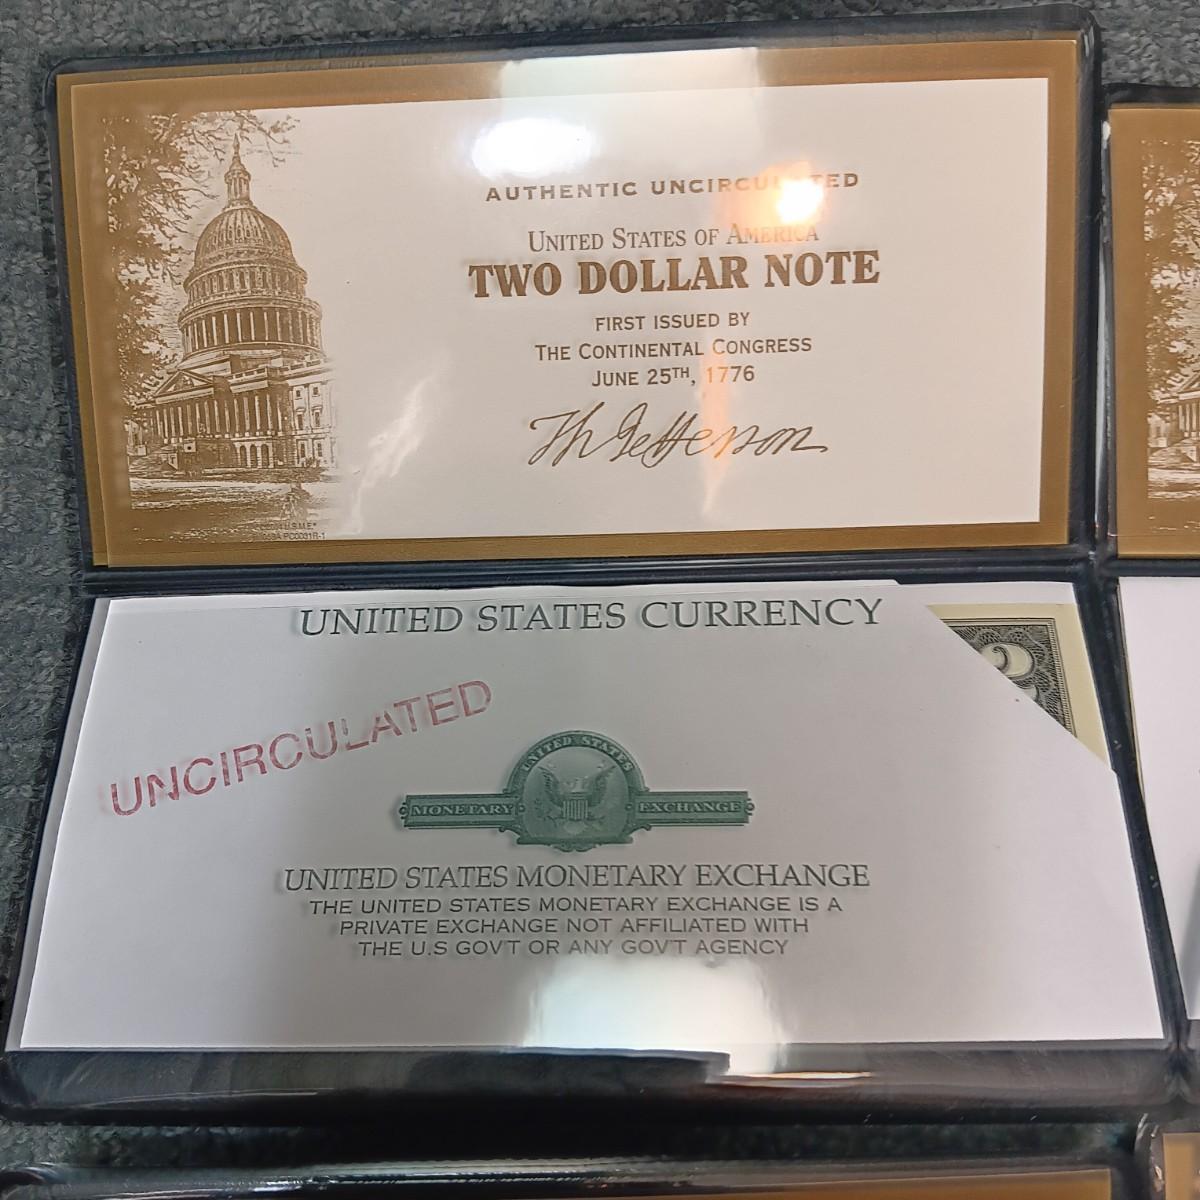 AUTHENTIC UNCIRCULATED
UNITED STATES OF AMERICA
TWO DOLLAR NOTE
FIRST ISSUED BY
THE CONTINENTAL CONGRESS
JUNE 25TH, 1776
Th Jefferson
UNITED STATES CURRENCY
2
UNCIRCULATED
UNITED STATES
MONETARY EXCHANGE
UNITED STATES MONETARY EXCHANGE
THE UNITED STATES MONETARY EXCHANGE IS A
PRIVATE EXCHANGE NOT AFFILIATED WITH
THE U.S GOV'T OR ANY GOV'T AGENCY